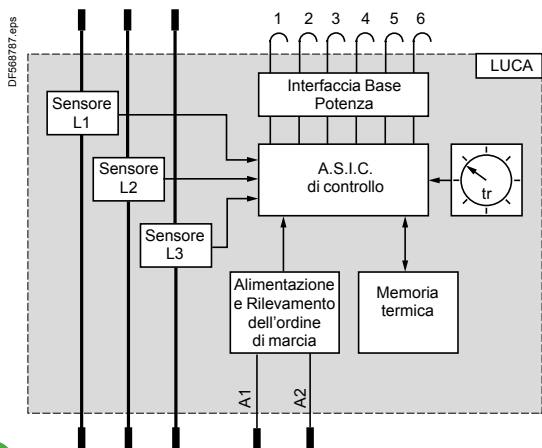 DF568787.eps
1 2 3 4 5 6
LUCA
Interfaccia Base
Potenza
Sensore
L1
A.S.I.C.
di controllo
tr
Sensore
L2
Sensore
L3
Alimentazione
e Rilevamento
dell'ordine
di marcia
Memoria
termica
A1
A2